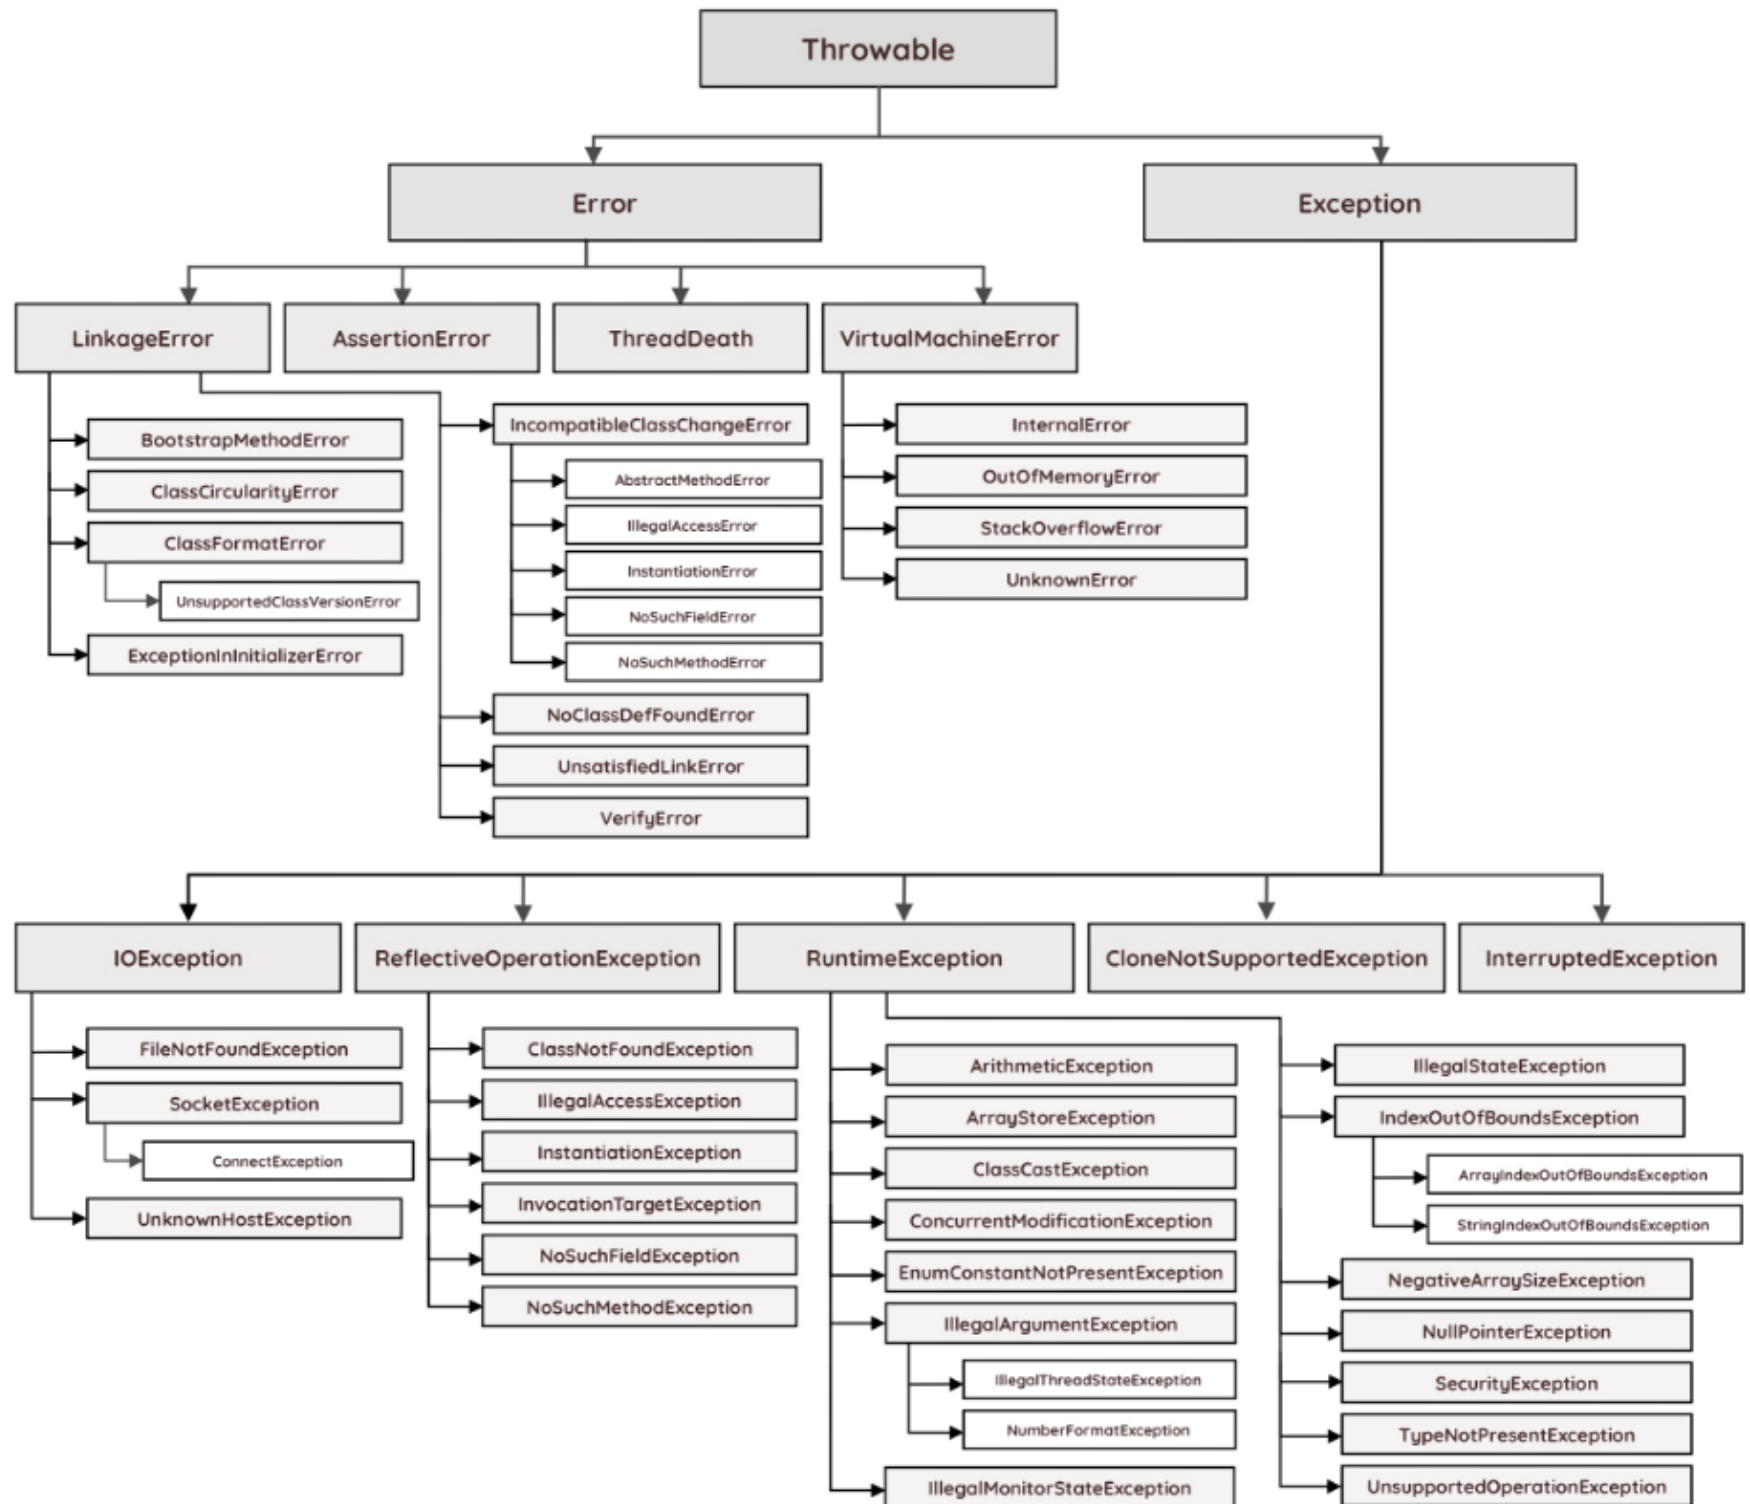 Throwable
Error
Exception
LinkageError
AssertionError
ThreadDeath
VirtualMachineError
BootstrapMethodError
ClassCircularityError
ClassFormatError
UnsupportedClassVersionError
ExceptionInInitializerError
IncompatibleClassChangeError
AbstractMethodError
IllegalAccessError
InstantiationError
NoSuchFieldError
NoSuchMethodError
NoClassDefFoundError
UnsatisfiedLinkError
VerifyError
InternalError
OutOfMemoryError
StackOverflowError
UnknownError
IOException
ReflectiveOperationException
RuntimeException
CloneNotSupportedException
InterruptedException
FileNotFoundException
SocketException
ConnectException
UnknownHostException
ClassNotFoundException
IllegalAccessException
InstantiationException
InvocationTargetException
NoSuchFieldException
NoSuchMethodException
ArithmeticException
ArrayStoreException
ClassCastException
ConcurrentModificationException
EnumConstantNotPresentException
IllegalArgumentException
IllegalThreadStateException
NumberFormatException
IllegalMonitorStateException
IllegalStateException
IndexOutOfBoundsException
ArrayIndexOutOfBoundsException
StringIndexOutOfBoundsException
NegativeArraySizeException
NullPointerException
SecurityException
TypeNotPresentException
UnsupportedOperationException